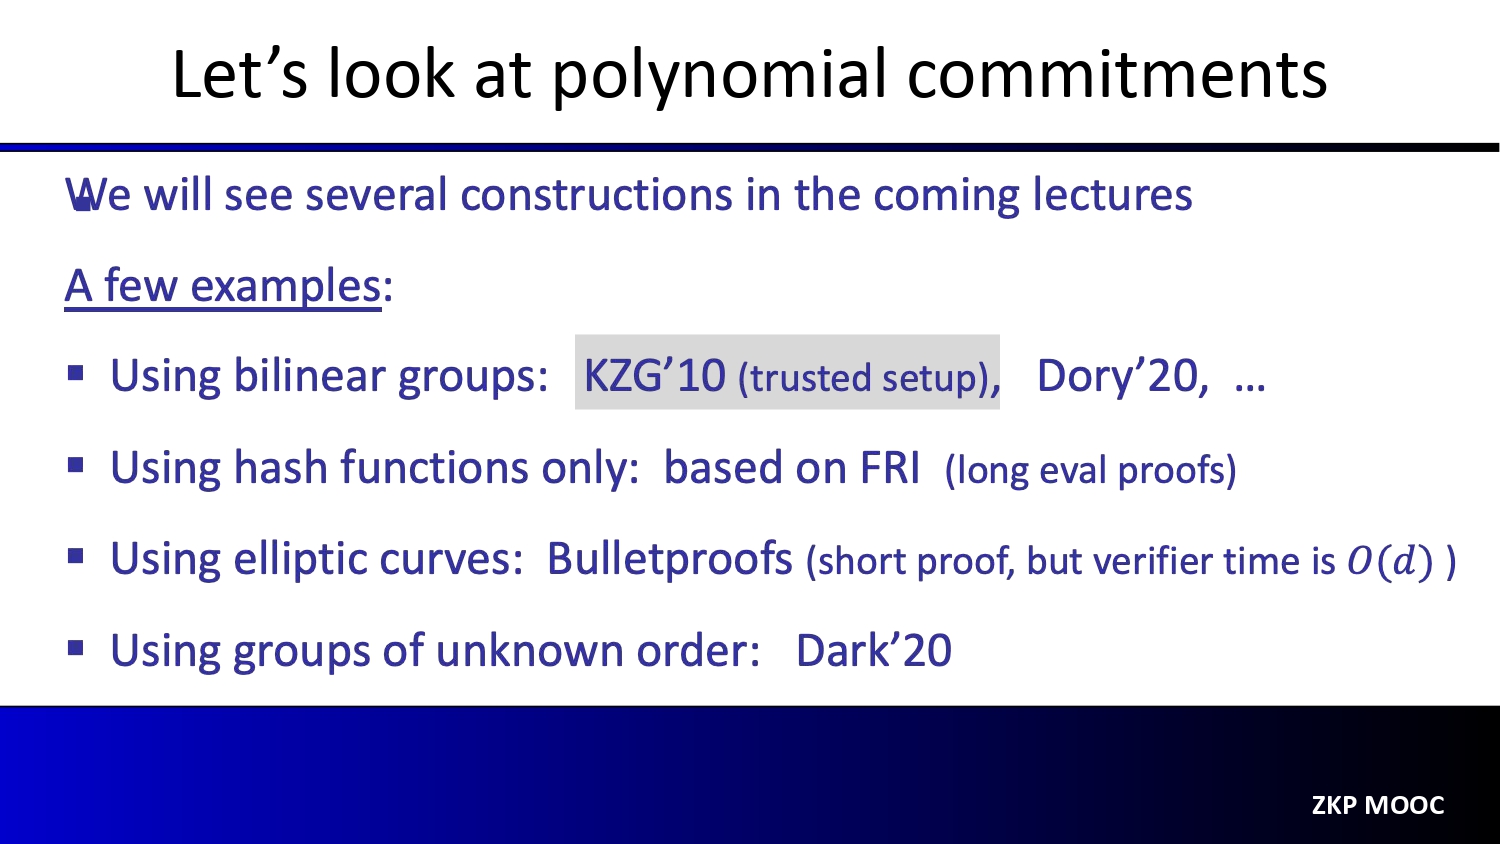 Let’s look at polynomial commitments
We will see several constructions in the coming lectures
A few examples:
▪ Using bilinear groups: KZG’10 (trusted setup), Dory’20, …
▪ Using hash functions only: based on FRI (long eval proofs)
▪ Using elliptic curves: Bulletproofs (short proof, but verifier time is 𝑂(𝑑) )
▪ Using groups of unknown order: Dark’20
ZKP MOOC